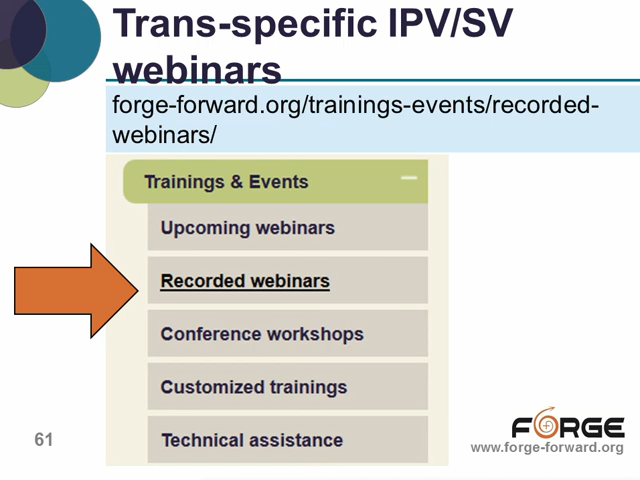 Trans-specific IPV/SV
webinars
forge-forward.org/trainings-events/recorded-
webinars/
Trainings & Events
Upcoming webinars
Recorded webinars
Conference workshops
Customized trainings
Technical assistance
61
FORGE
www.forge-forward.org